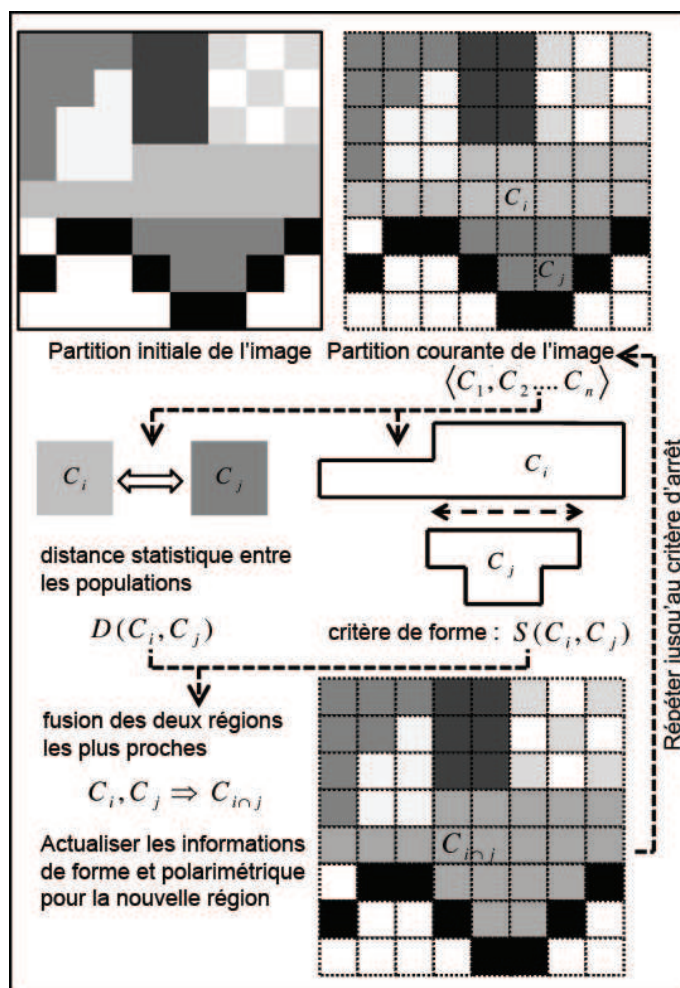 C_i
C_j
Partition initiale de l'image
Partition courante de l'image
⟨C_1, C_2.... C_n⟩
C_i
C_j
C_i
C_j
distance statistique entre
les populations
D(C_i, C_j)
critère de forme : S(C_i, C_j)
Répéter jusqu'au critère d'arrêt
fusion des deux régions
les plus proches
C_i, C_j ⇒ C_{i∩j}
Actualiser les informations
de forme et polarimétrique
pour la nouvelle région
C_{i∩j}